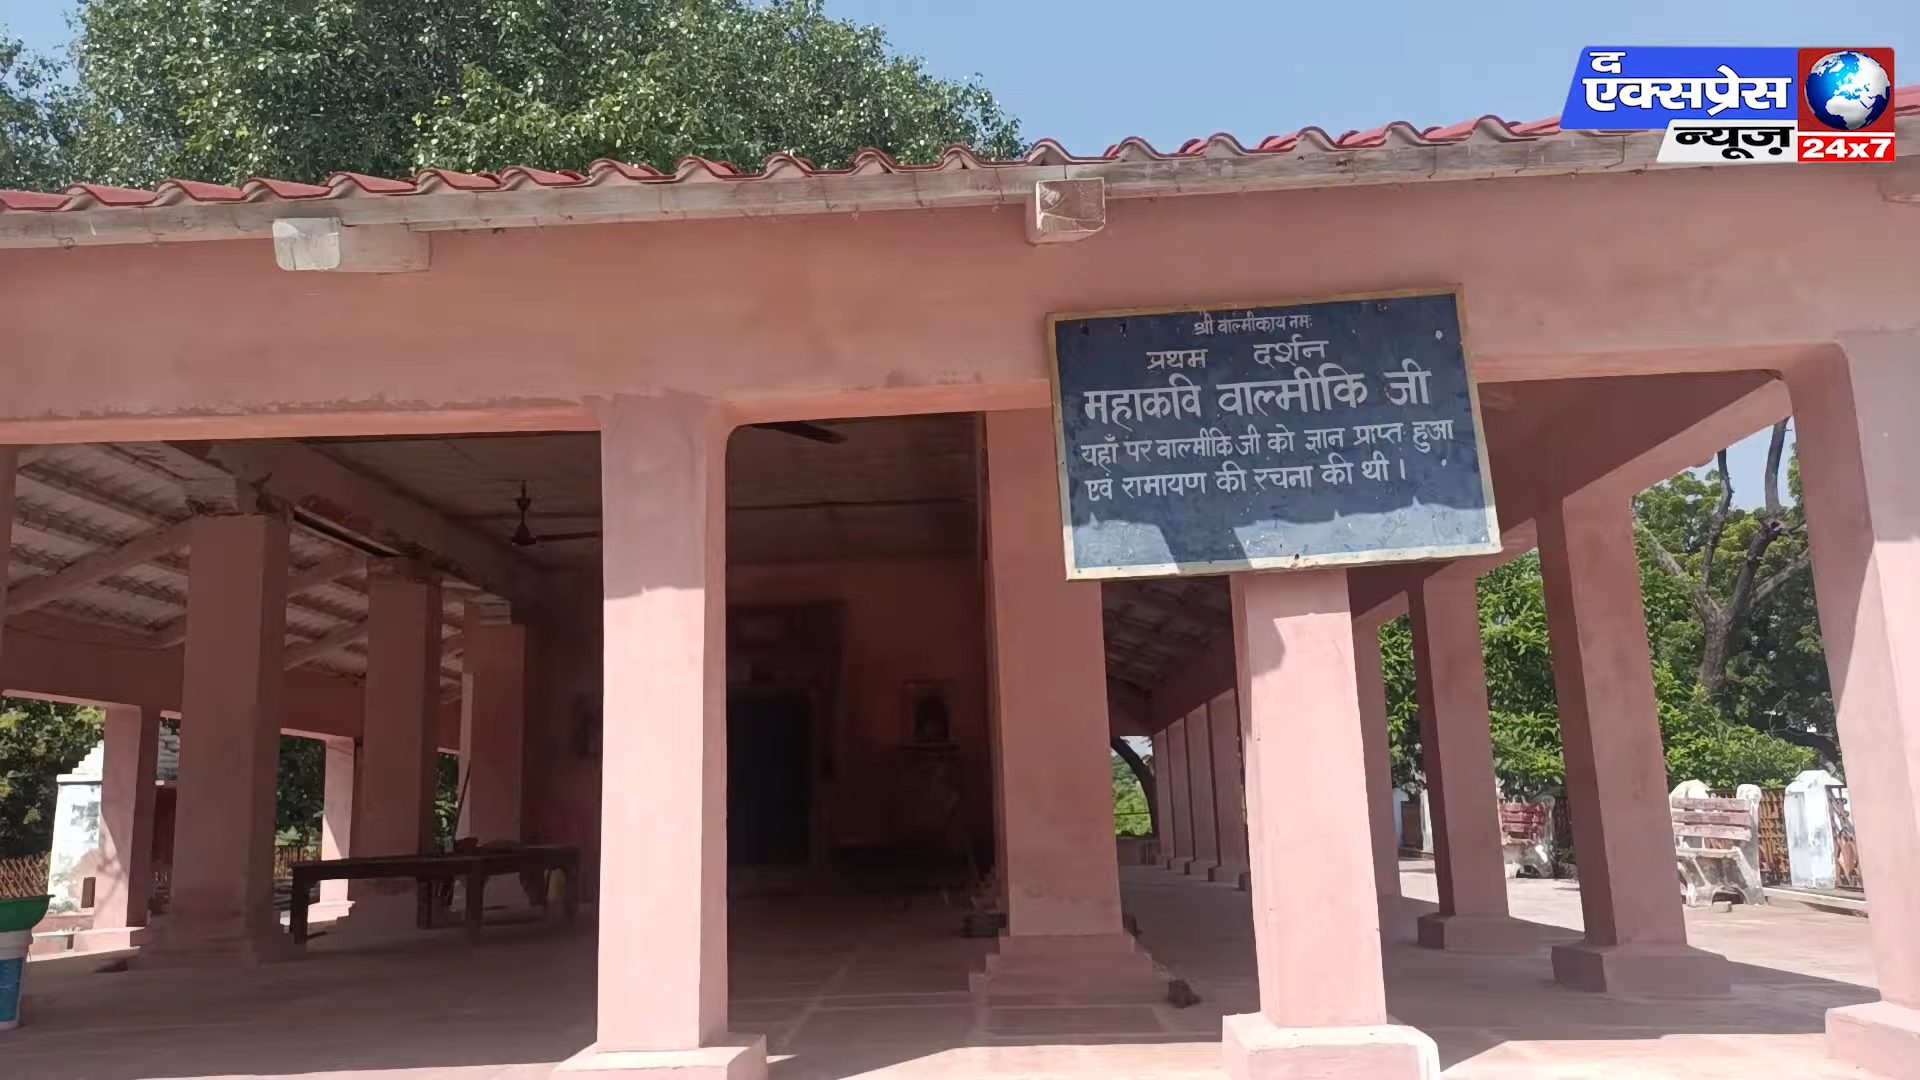 द
एक्सप्रेस
न्यूज़
24x7
श्री वाल्मीकाय नमः
प्रथम दर्शन
महाकवि वाल्मीकि जी
यहाँ पर वाल्मीकि जी को ज्ञान प्राप्त हुआ
एवं रामायण की रचना की थी।